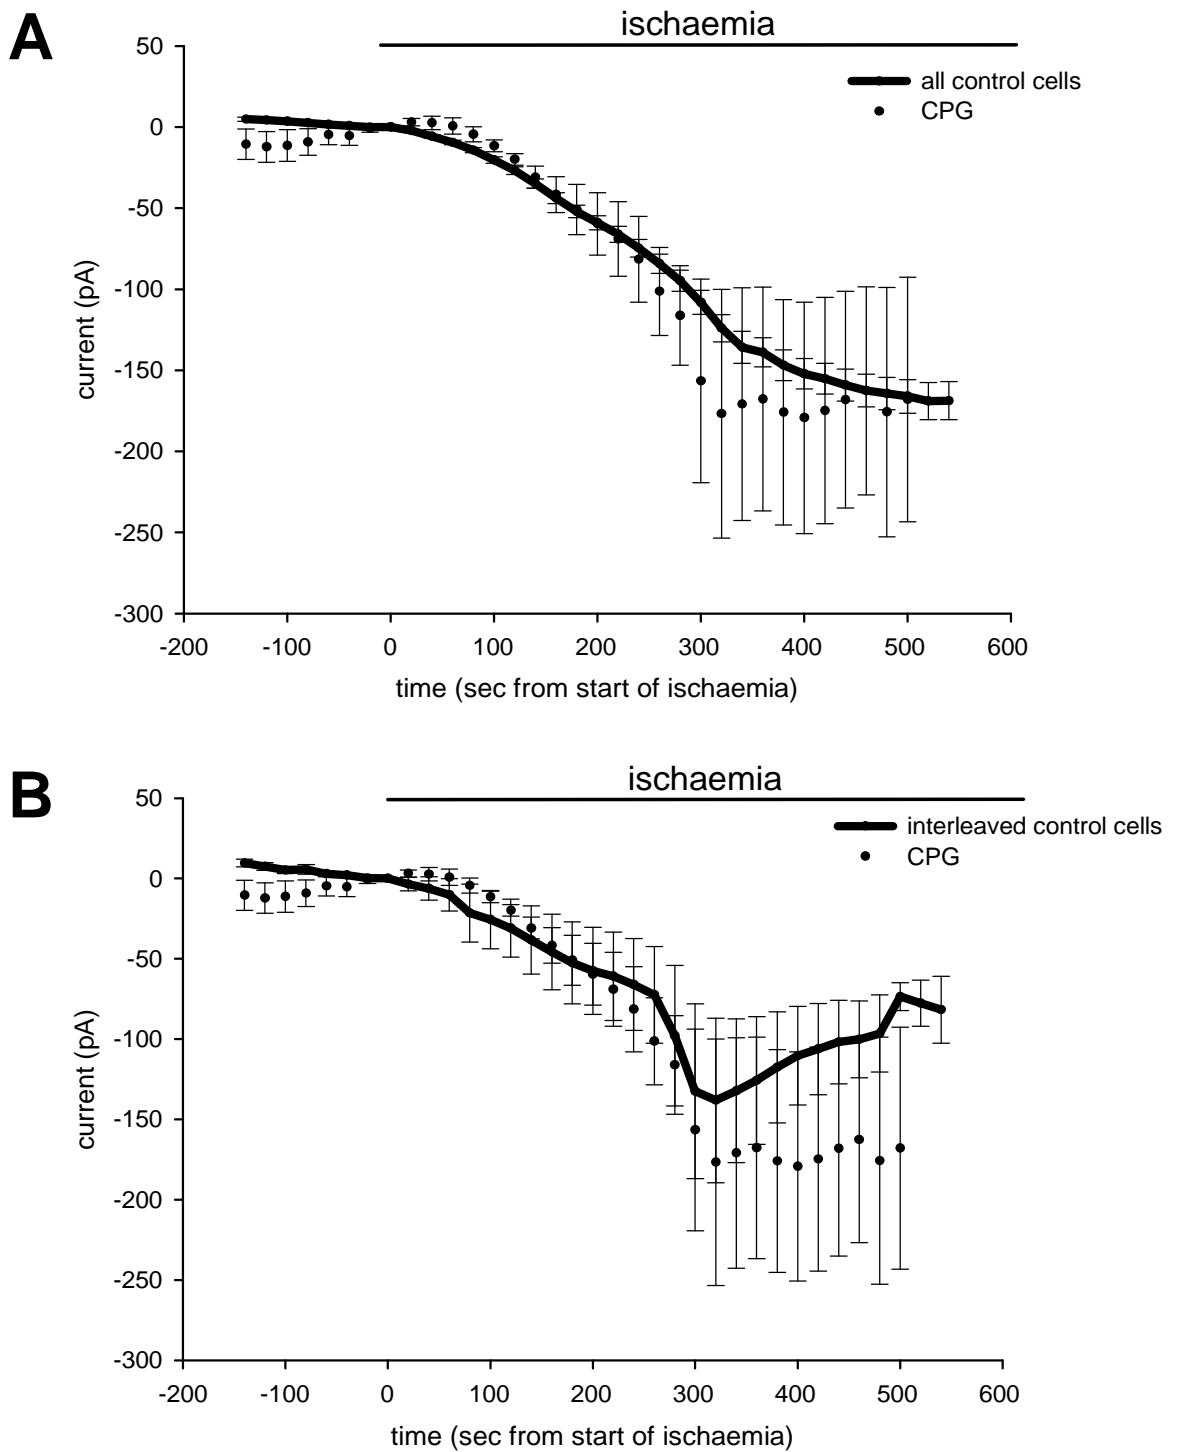 A
ischaemia
50
0
-50
-100
-150
-200
-250
-300
current (pA)
all control cells
CPG
-200 -100 0 100 200 300 400 500 600
time (sec from start of ischaemia)
B
ischaemia
50
0
-50
-100
-150
-200
-250
-300
current (pA)
interleaved control cells
CPG
-200 -100 0 100 200 300 400 500 600
time (sec from start of ischaemia)